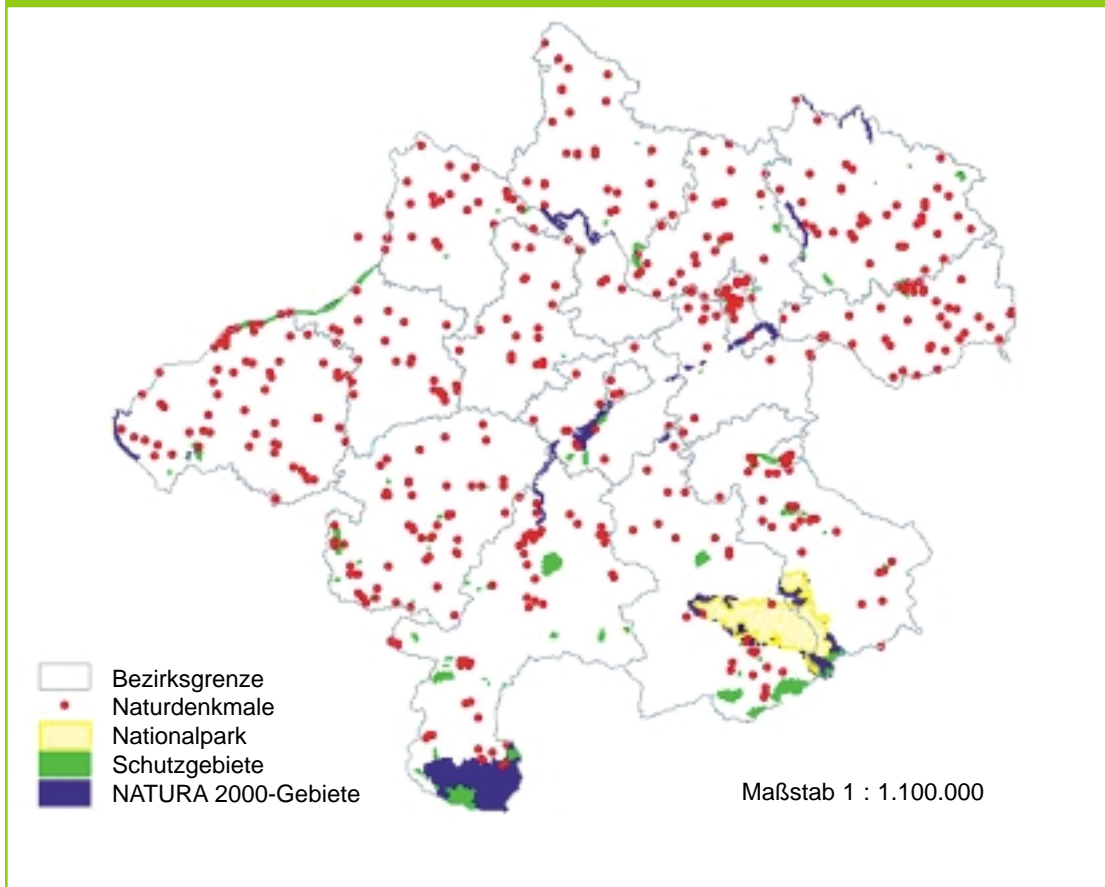 Bezirksgrenze
Naturdenkmale
Nationalpark
Schutzgebiete
NATURA 2000-Gebiete
Maßstab 1 : 1.100.000